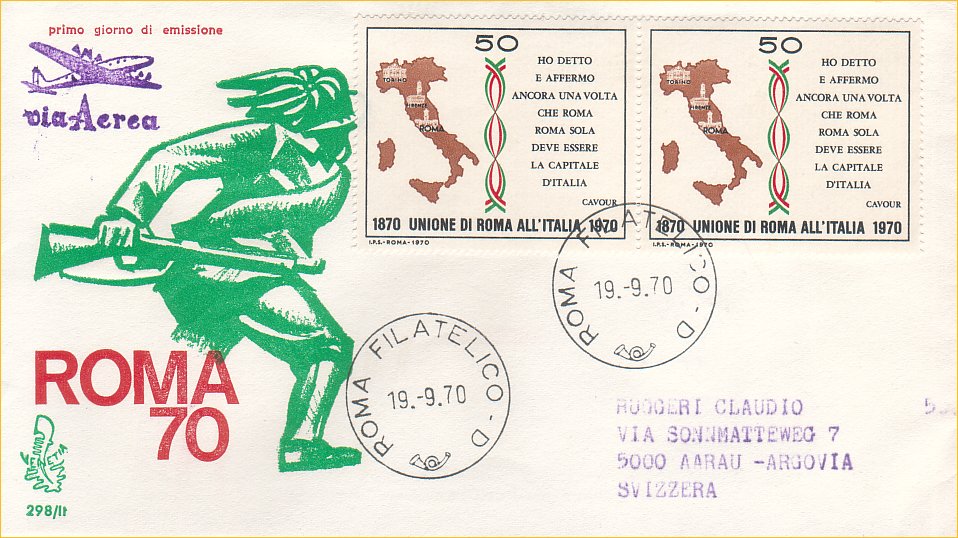 primo giorno di emissione
via Aerea
50
HO DETTO
E AFFERMO
ANCORA UNA VOLTA
CHE ROMA
ROMA SOLA
DEVE ESSERE
LA CAPITALE
D'ITALIA
CAVOUR
TORINO
FIRENZE
ROMA
1870 UNIONE DI ROMA ALL'ITALIA 1970
I.P.S.-ROMA-1970
50
HO DETTO
E AFFERMO
ANCORA UNA VOLTA
CHE ROMA
ROMA SOLA
DEVE ESSERE
LA CAPITALE
D'ITALIA
CAVOUR
TORINO
FIRENZE
ROMA
1870 UNIONE DI ROMA ALL'ITALIA 1970
I.P.S.-ROMA-1970
ROMA FILATELICO - D
19.-9.70
ROMA FILATELICO - D
19.-9.70
ROMA
70
VENETIA
298/It
RUGGERI CLAUDIO
VIA SONNMATTEWEG 7
5000 AARAU -ARGOVIA
SVIZZERA